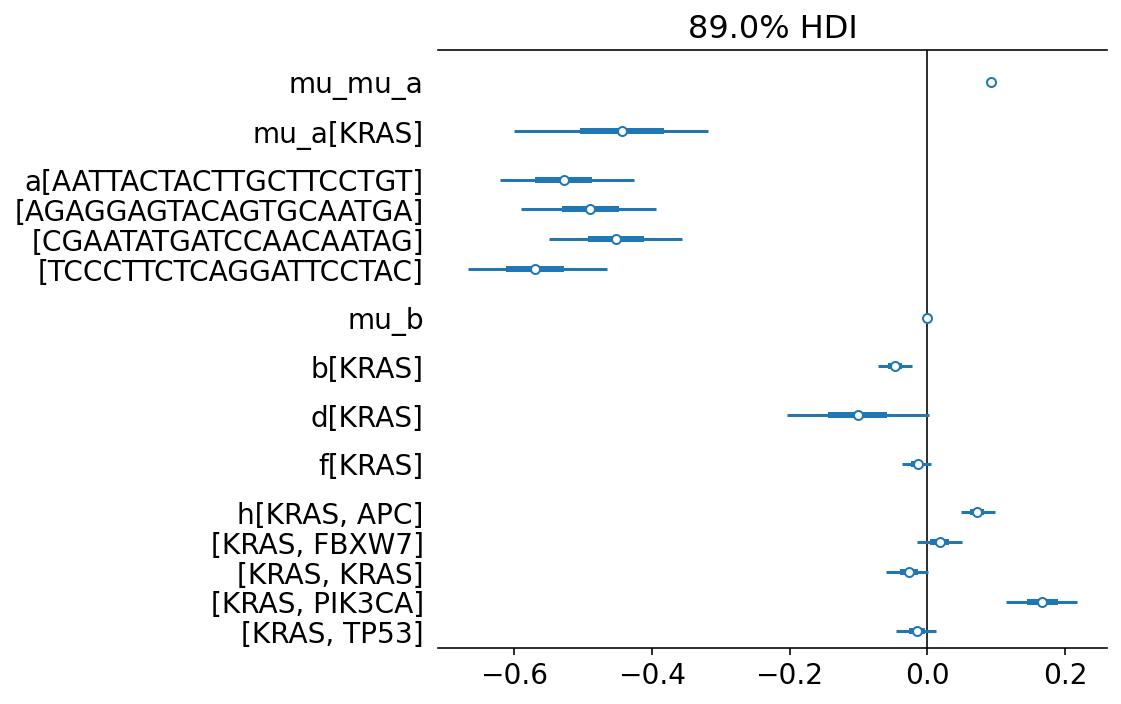 89.0% HDI
mu_mu_a
mu_a[KRAS]
a[AATTACTACTTGCTTCCTGT]
[AGAGGAGTACAGTGCAATGA]
[CGAATATGATCCAACAATAG]
[TCCCTTCTCAGGATTCCTAC]
mu_b
b[KRAS]
d[KRAS]
f[KRAS]
h[KRAS, APC]
[KRAS, FBXW7]
[KRAS, KRAS]
[KRAS, PIK3CA]
[KRAS, TP53]
−0.6 −0.4 −0.2 0.0 0.2